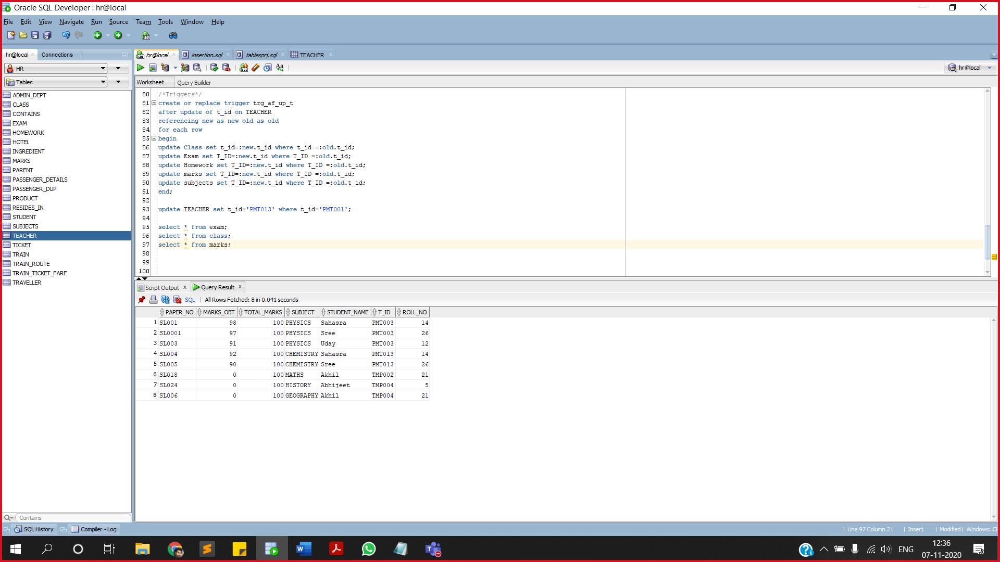 Oracle SQL Developer : hr@local
File Edit View Navigate Run Source Team Tools Window Help
hr@local Connections
hr@local insertion.sql tablesprj.sql TEACHER
HR
Tables
hr@local
Worksheet Query Builder
ADMIN_DEPT
CLASS
CONTAINS
EXAM
HOMEWORK
HOTEL
INGREDIENT
MARKS
PARENT
PASSENGER_DETAILS
PASSENGER_DUP
PRODUCT
RESIDES_IN
STUDENT
SUBJECTS
TEACHER
TICKET
TRAIN
TRAIN_ROUTE
TRAIN_TICKET_FARE
TRAVELLER
Contains
80 /*Triggers*/
81 create or replace trigger trg_af_up_t
82 after update of t_id on TEACHER
83 referencing new as new old as old
84 for each row
85 begin
86 update Class set t_id=:new.t_id where t_id =:old.t_id;
87 update Exam set T_ID=:new.t_id where T_ID =:old.t_id;
88 update Homework set T_ID=:new.t_id where T_ID =:old.t_id;
89 update marks set T_ID=:new.t_id where T_ID =:old.t_id;
90 update subjects set T_ID=:new.t_id where T_ID =:old.t_id;
91 end;
92
93 update TEACHER set t_id='PMT013' where t_id='PMT001';
94
95 select * from exam;
96 select * from class;
97 select * from marks;
98
99
100
Script Output x Query Result x
SQL | All Rows Fetched: 8 in 0.041 seconds
PAPER_NO MARKS_OBT TOTAL_MARKS SUBJECT STUDENT_NAME T_ID ROLL_NO
1 SL001 98 100 PHYSICS Sahasra PMT003 14
2 SL0001 97 100 PHYSICS Sree PMT003 26
3 SL003 91 100 PHYSICS Uday PMT003 12
4 SL004 92 100 CHEMISTRY Sahasra PMT013 14
5 SL005 90 100 CHEMISTRY Sree PMT013 26
6 SL018 0 100 MATHS Akhil TMP002 21
7 SL024 0 100 HISTORY Abhijeet TMP004 5
8 SL006 0 100 GEOGRAPHY Akhil TMP004 21
SQL History Compiler - Log
| Line 97 Column 21 | Insert | Modified | Windows: C
ENG
12:36
07-11-2020